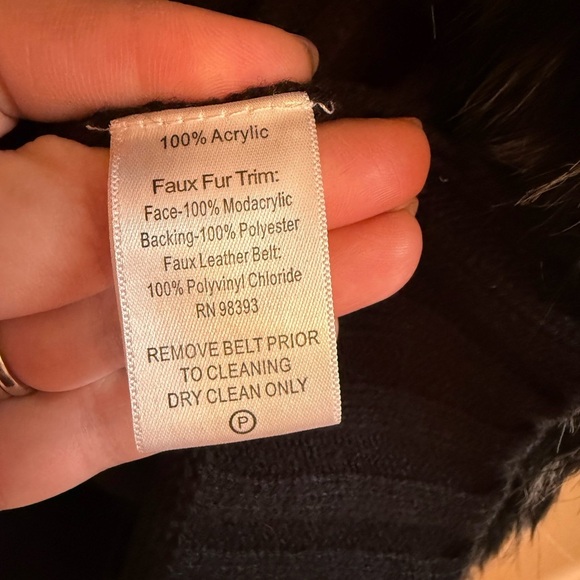 100% Acrylic
Faux Fur Trim:
Face-100% Modacrylic
Backing-100% Polyester
Faux Leather Belt:
100% Polyvinyl Chloride
RN 98393
REMOVE BELT PRIOR
TO CLEANING
DRY CLEAN ONLY
P